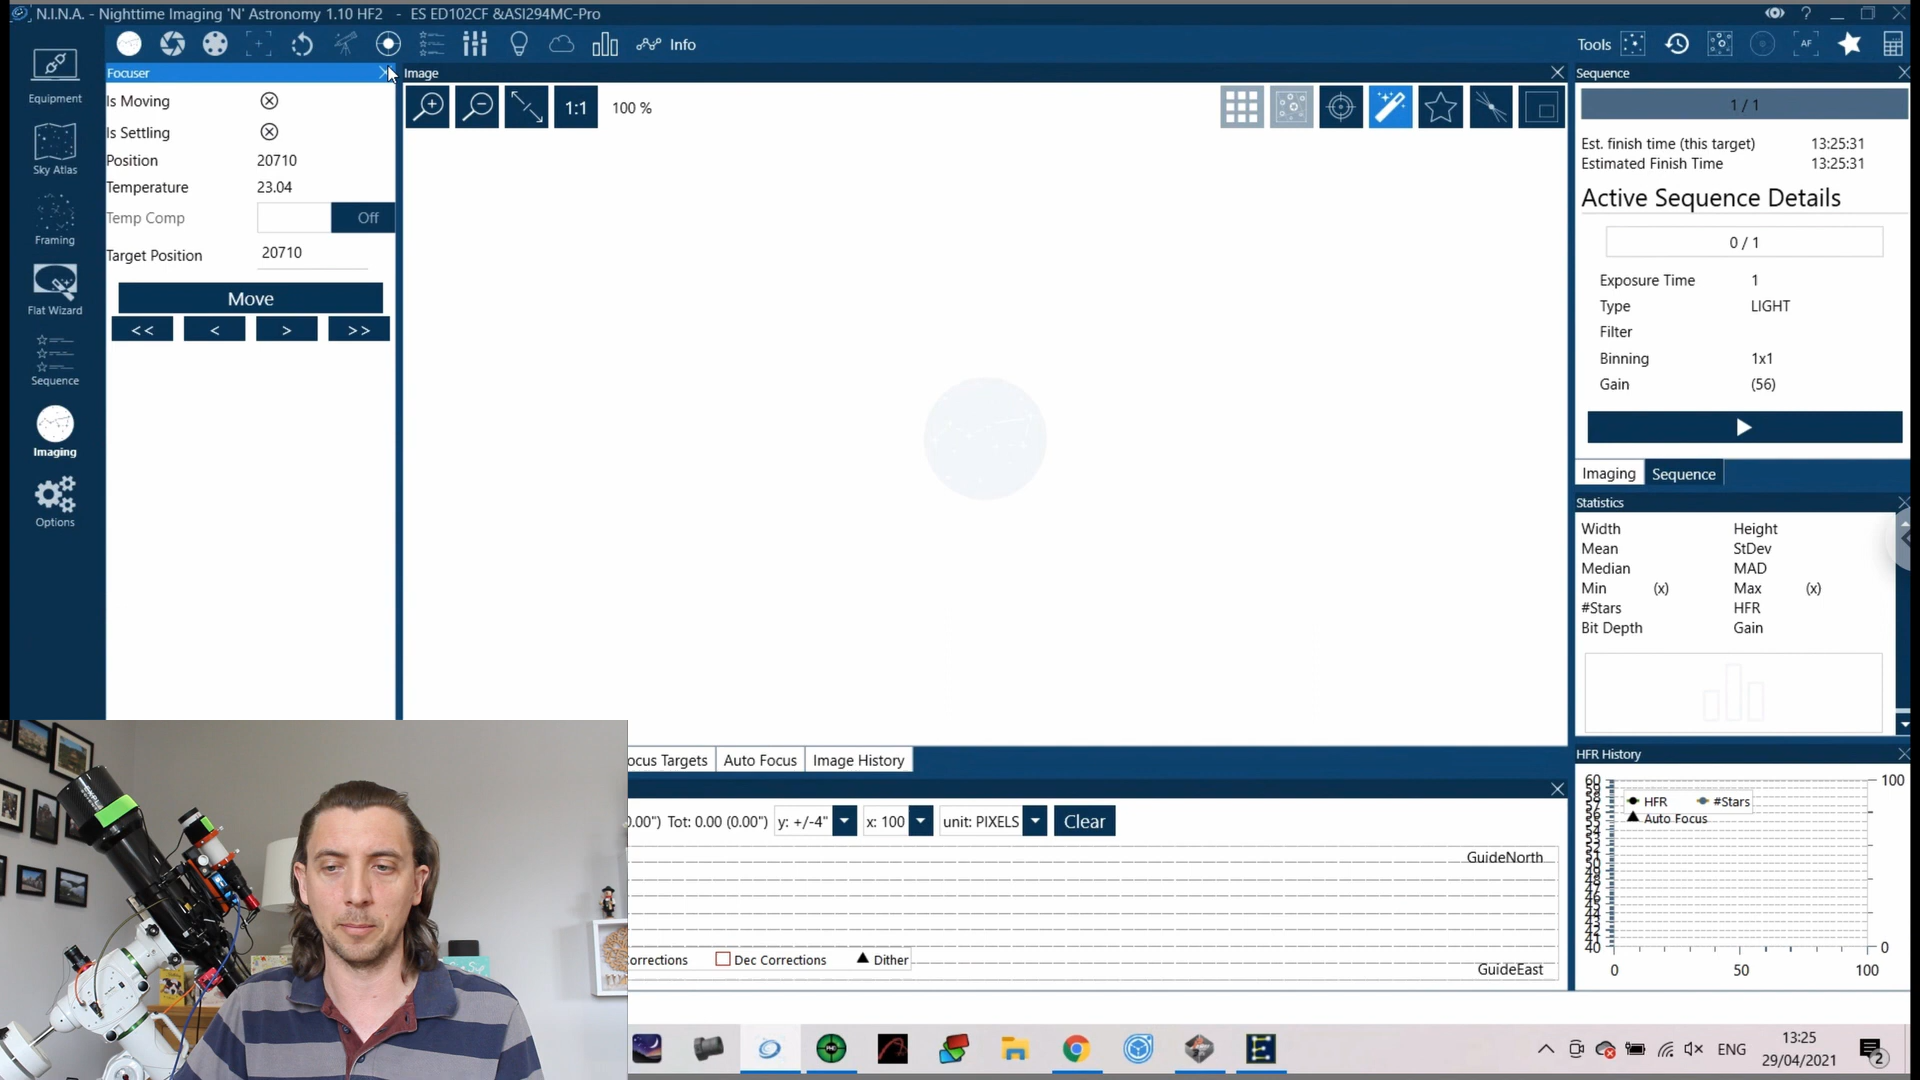 N.I.N.A. - Nighttime Imaging 'N' Astronomy 1.10 HF2 - ES ED102CF &ASI294MC-Pro
Info
Tools
AF
Equipment
Sky Atlas
Framing
Flat Wizard
Sequence
Imaging
Options
Focuser
Is Moving
Is Settling
Position 20710
Temperature 23.04
Temp Comp Off
Target Position 20710
Move
<< < > >>
Image
1:1 100 %
Sequence
1 / 1
Est. finish time (this target) 13:25:31
Estimated Finish Time 13:25:31
Active Sequence Details
0 / 1
Exposure Time 1
Type LIGHT
Filter
Binning 1x1
Gain (56)
Imaging Sequence
Statistics
Width Height
Mean StDev
Median MAD
Min (x) Max (x)
#Stars HFR
Bit Depth Gain
ocus Targets Auto Focus Image History
0.00") Tot: 0.00 (0.00") y: +/-4" x: 100 unit: PIXELS Clear
GuideNorth
GuideEast
orrections Dec Corrections Dither
HFR History
HFR #Stars
Auto Focus
60 100
40 0
0 50 100
ENG
13:25
29/04/2021
2